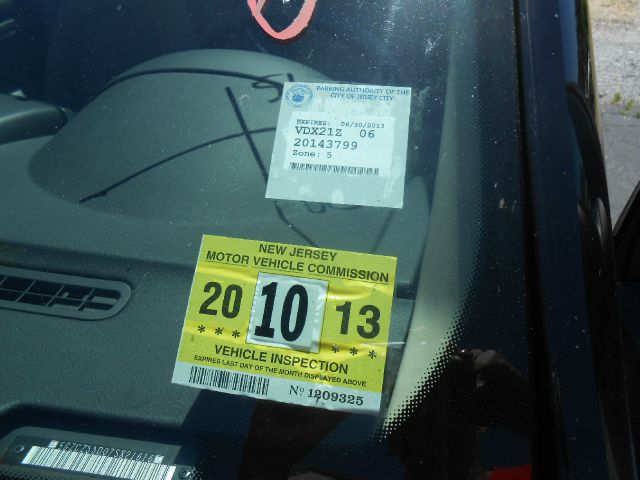 PARKING AUTHORITY OF THE
CITY OF JERSEY CITY
EXPIRES: 06/30/2013
VDX21Z 06
20143799
Zone: 5
NEW JERSEY
MOTOR VEHICLE COMMISSION
20 10 13
* * * * * *
VEHICLE INSPECTION
EXPIRES LAST DAY OF THE MONTH DISPLAYED ABOVE
Nº 1209325